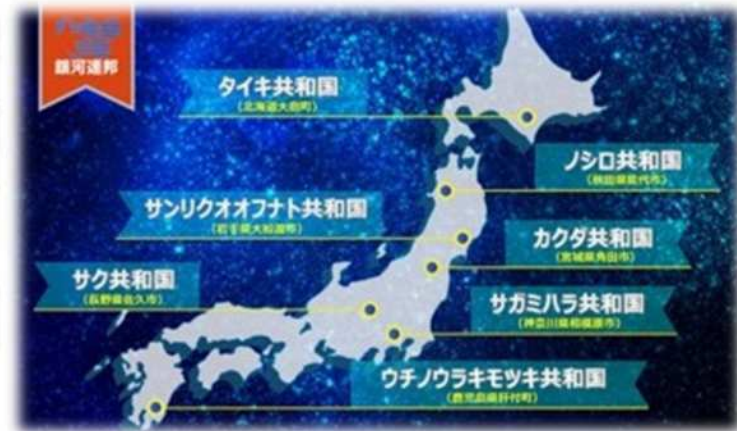 銀河連邦
タイキ共和国
(北海道大樹町)
ノシロ共和国
(秋田県能代市)
サンリクオオフナト共和国
(岩手県大船渡市)
カクダ共和国
(宮城県角田市)
サク共和国
(長野県佐久市)
サガミハラ共和国
(神奈川県相模原市)
ウチノウラキモツキ共和国
(鹿児島県肝付町)